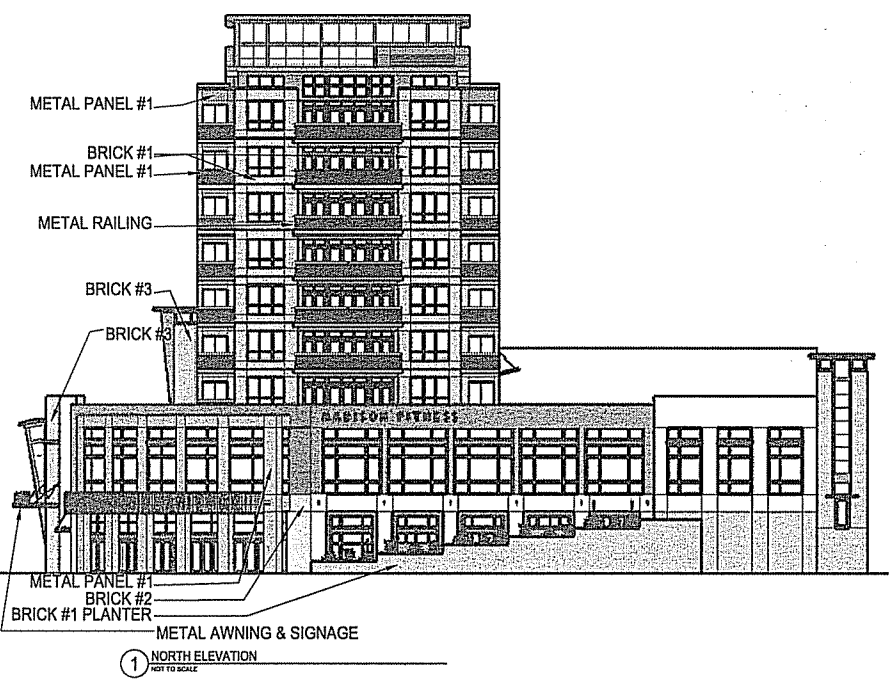 METAL PANEL #1
BRICK #1
METAL PANEL #1
METAL RAILING
BRICK #3
BRICK #3
MADISON FITNESS
METAL PANEL #1
BRICK #2
BRICK #1 PLANTER
METAL AWNING & SIGNAGE
1 NORTH ELEVATION
NOT TO SCALE